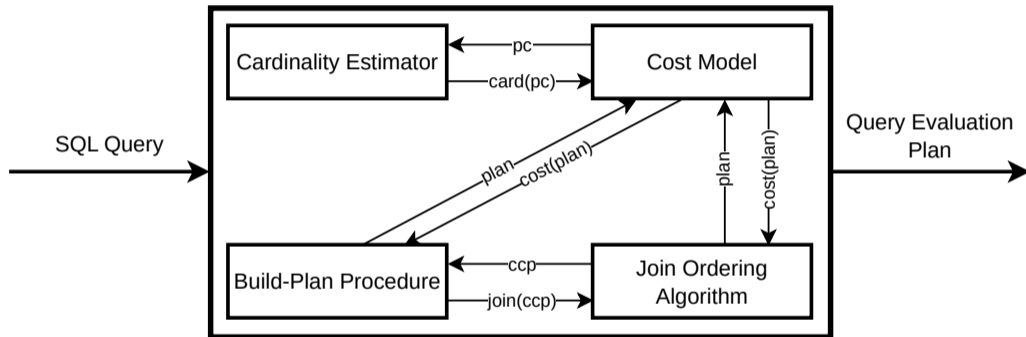 Cardinality Estimator
pc
card(pc)
Cost Model
SQL Query
plan
cost(plan)
plan
cost(plan)
Query Evaluation
Plan
Build-Plan Procedure
ccp
join(ccp)
Join Ordering
Algorithm